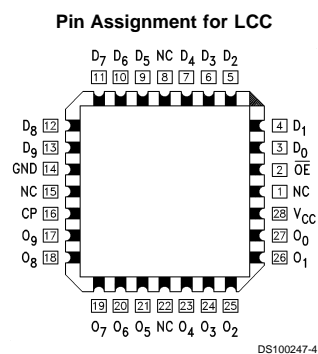 Pin Assignment for LCC
D7 D6 D5 NC D4 D3 D2
11 10 9 8 7 6 5
D8 12
D9 13
GND 14
NC 15
CP 16
O9 17
O8 18
4 D1
3 D0
2 O̅E̅
1 NC
28 VCC
27 O0
26 O1
19 20 21 22 23 24 25
O7 O6 O5 NC O4 O3 O2
DS100247-4